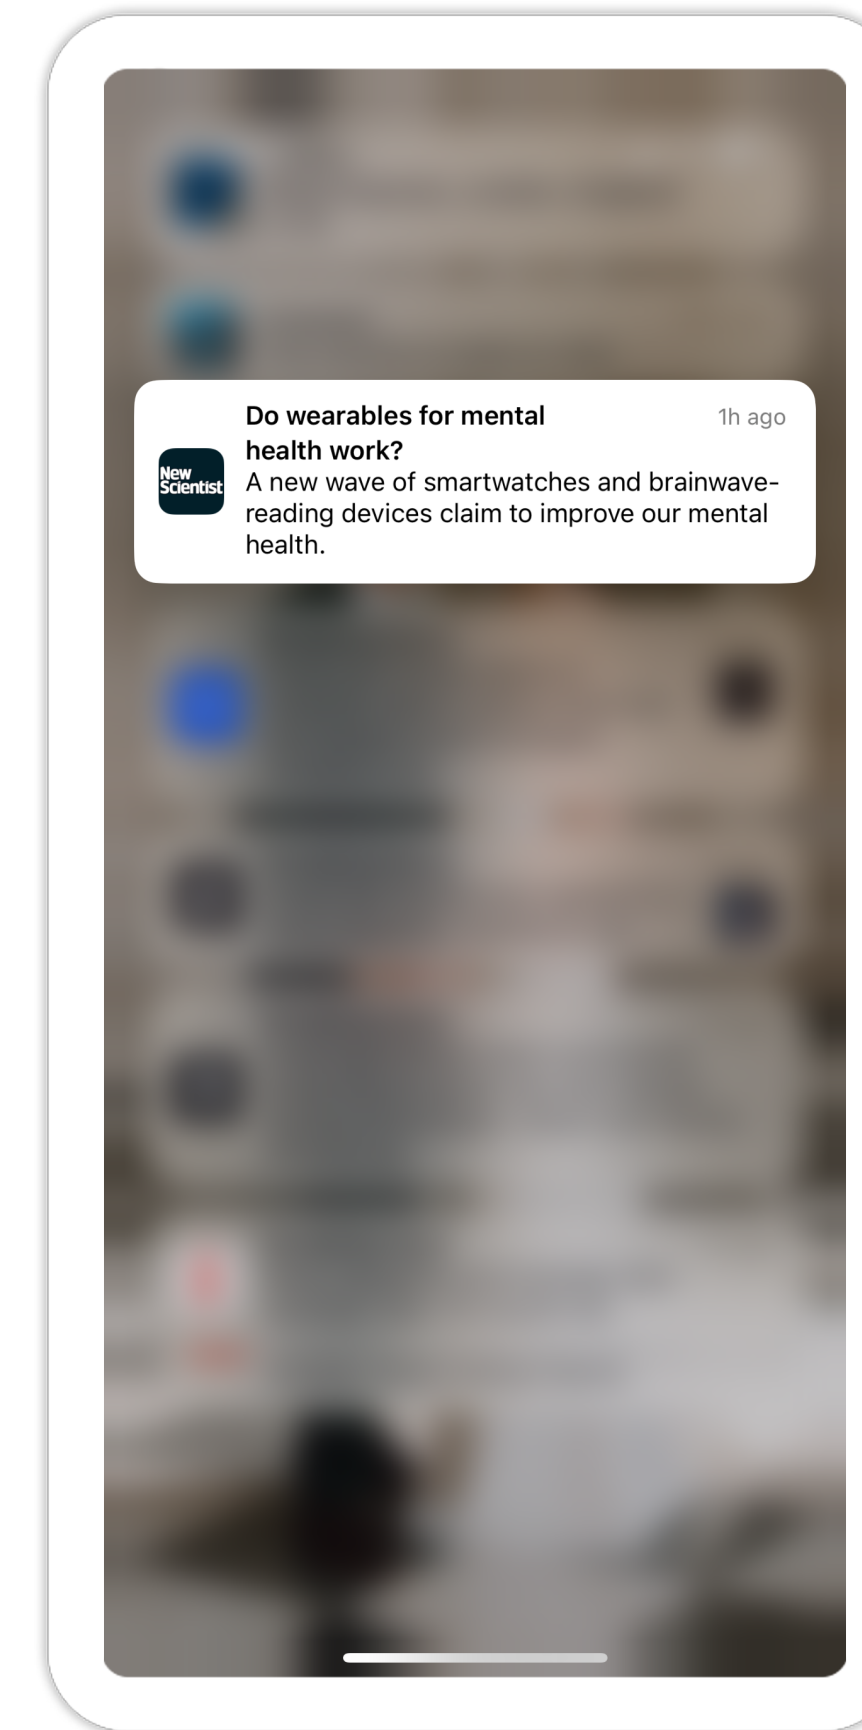 Do wearables for mental
1h ago
health work?
New
Scientist
A new wave of smartwatches and brainwave-
reading devices claim to improve our mental
health.